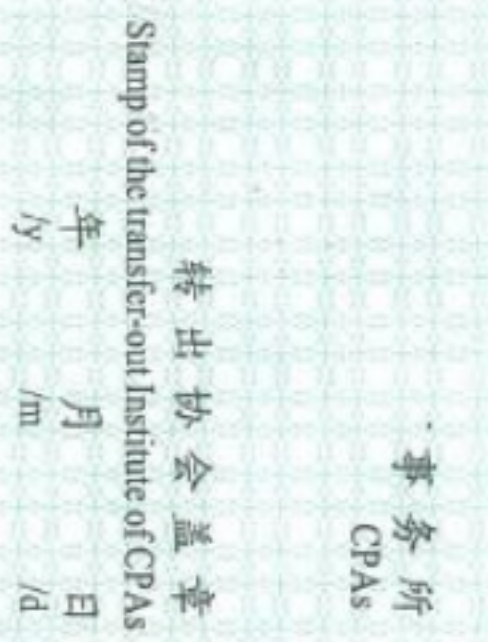 事务所
CPAs
转出协会盖章
Stamp of the transfer-out Institute of CPAs
年 月 日
/y /m /d